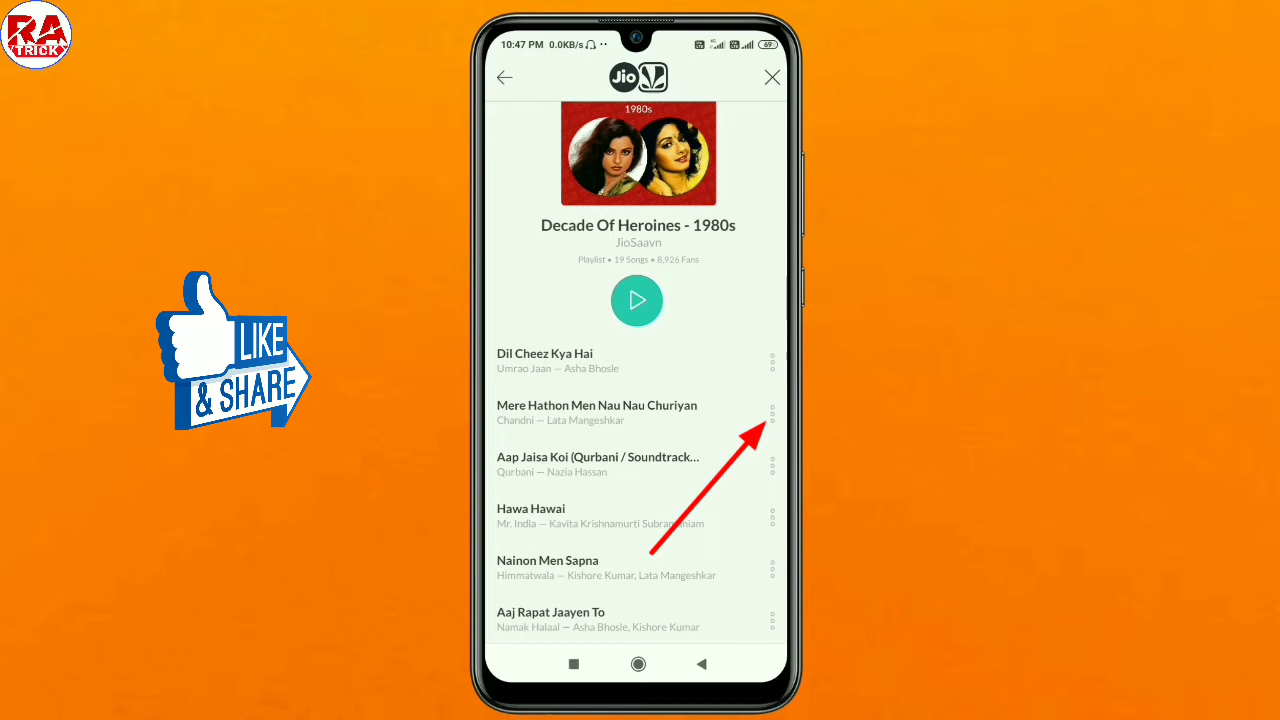 RA
TRICKY
10:47 PM 0.0KB/s
4G
69
Jio
1980s
Decade Of Heroines - 1980s
JioSaavn
Playlist • 19 Songs • 8,926 Fans
Dil Cheez Kya Hai
Umrao Jaan — Asha Bhosle
Mere Hathon Men Nau Nau Churiyan
Chandni — Lata Mangeshkar
Aap Jaisa Koi (Qurbani / Soundtrack...
Qurbani — Nazia Hassan
Hawa Hawai
Mr. India — Kavita Krishnamurti Subramaniam
Nainon Men Sapna
Himmatwala — Kishore Kumar, Lata Mangeshkar
Aaj Rapat Jaayen To
Namak Halaal — Asha Bhosle, Kishore Kumar
LIKE
& SHARE